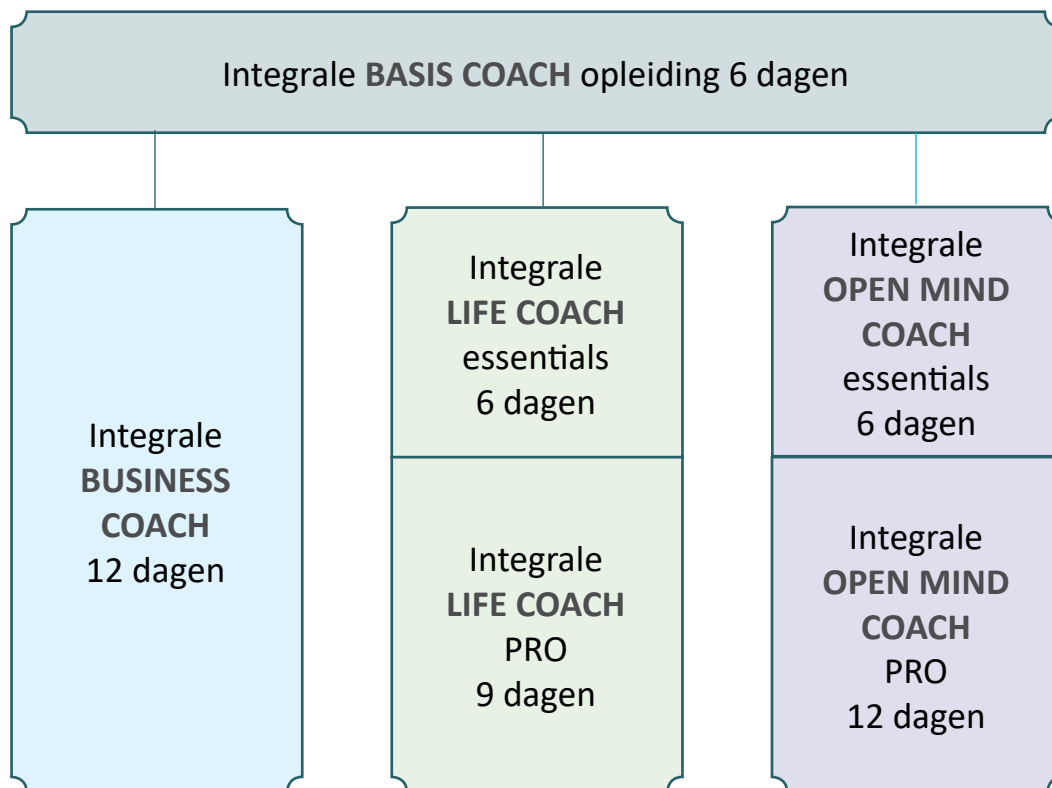 Integrale BASIS COACH opleiding 6 dagen
Integrale
BUSINESS
COACH
12 dagen
Integrale
LIFE COACH
essentials
6 dagen
Integrale
LIFE COACH
PRO
9 dagen
Integrale
OPEN MIND
COACH
essentials
6 dagen
Integrale
OPEN MIND
COACH
PRO
12 dagen